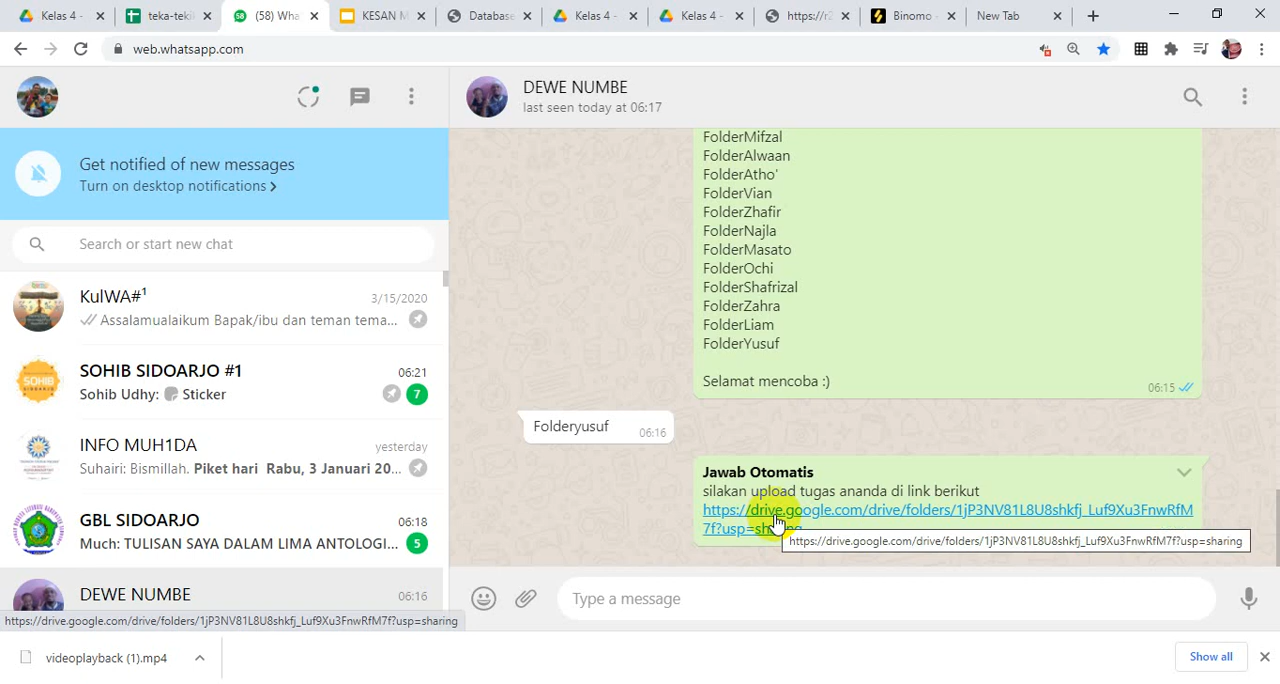 Kelas 4 -
teka-teki
(58) Wha
KESAN M
Database
Kelas 4 -
Kelas 4 -
https://r2
Binomo -
New Tab
web.whatsapp.com
DEWE NUMBE
last seen today at 06:17
Get notified of new messages
Turn on desktop notifications >
Search or start new chat
KulWA#¹
3/15/2020
Assalamualaikum Bapak/ibu dan teman tema...
SOHIB SIDOARJO #1
06:21
Sohib Udhy: Sticker
7
INFO MUH1DA
yesterday
Suhairi: Bismillah. Piket hari Rabu, 3 Januari 20...
GBL SIDOARJO
06:18
Much: TULISAN SAYA DALAM LIMA ANTOLOGI...
5
DEWE NUMBE
06:16
FolderMifzal
FolderAlwaan
FolderAtho'
FolderVian
FolderZhafir
FolderNajla
FolderMasato
FolderOchi
FolderShafrizal
FolderZahra
FolderLiam
FolderYusuf
Selamat mencoba :)
06:15
Folderyusuf
06:16
Jawab Otomatis
silakan upload tugas ananda di link berikut
https://drive.google.com/drive/folders/1jP3NV81L8U8shkfj_Luf9Xu3FnwRfM
7f?usp=sharing
https://drive.google.com/drive/folders/1jP3NV81L8U8shkfj_Luf9Xu3FnwRfM7f?usp=sharing
Type a message
https://drive.google.com/drive/folders/1jP3NV81L8U8shkfj_Luf9Xu3FnwRfM7f?usp=sharing
videoplayback (1).mp4
Show all